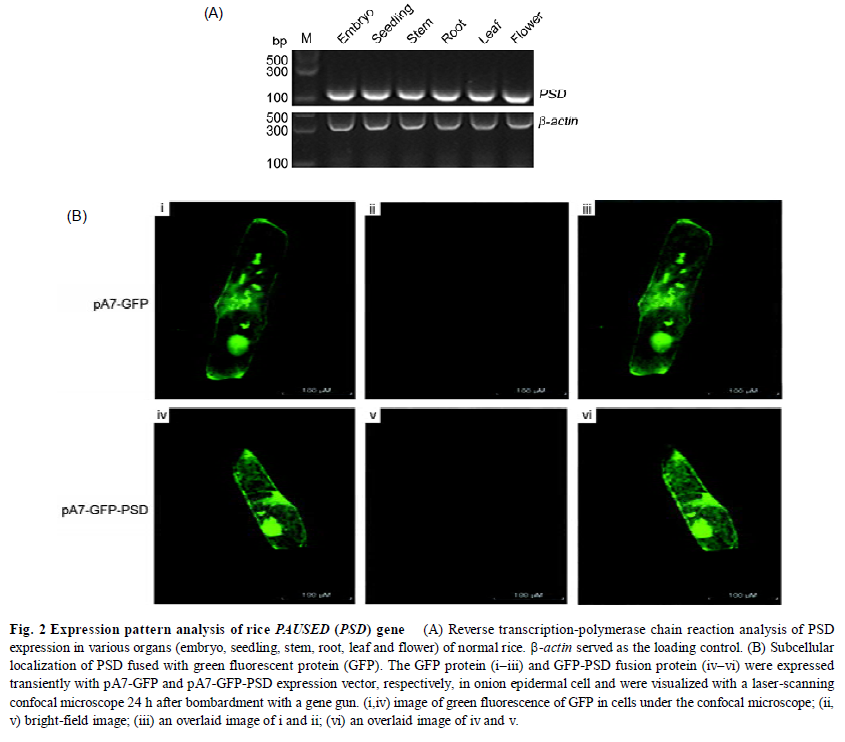 (A)
Embryo Seedling Stem Root Leaf Flower
bp M
500
300
100
PSD
500
300
100
β-actin
(B)
i ii iii
pA7-GFP
100 μM 100 μM 100 μM
iv v vi
pA7-GFP-PSD
100 μM 100 μM 100 μM
Fig. 2 Expression pattern analysis of rice PAUSED (PSD) gene (A) Reverse transcription-polymerase chain reaction analysis of PSD
expression in various organs (embryo, seedling, stem, root, leaf and flower) of normal rice. β-actin served as the loading control. (B) Subcellular
localization of PSD fused with green fluorescent protein (GFP). The GFP protein (i–iii) and GFP-PSD fusion protein (iv–vi) were expressed
transiently with pA7-GFP and pA7-GFP-PSD expression vector, respectively, in onion epidermal cell and were visualized with a laser-scanning
confocal microscope 24 h after bombardment with a gene gun. (i,iv) image of green fluorescence of GFP in cells under the confocal microscope; (ii,
v) bright-field image; (iii) an overlaid image of i and ii; (vi) an overlaid image of iv and v.